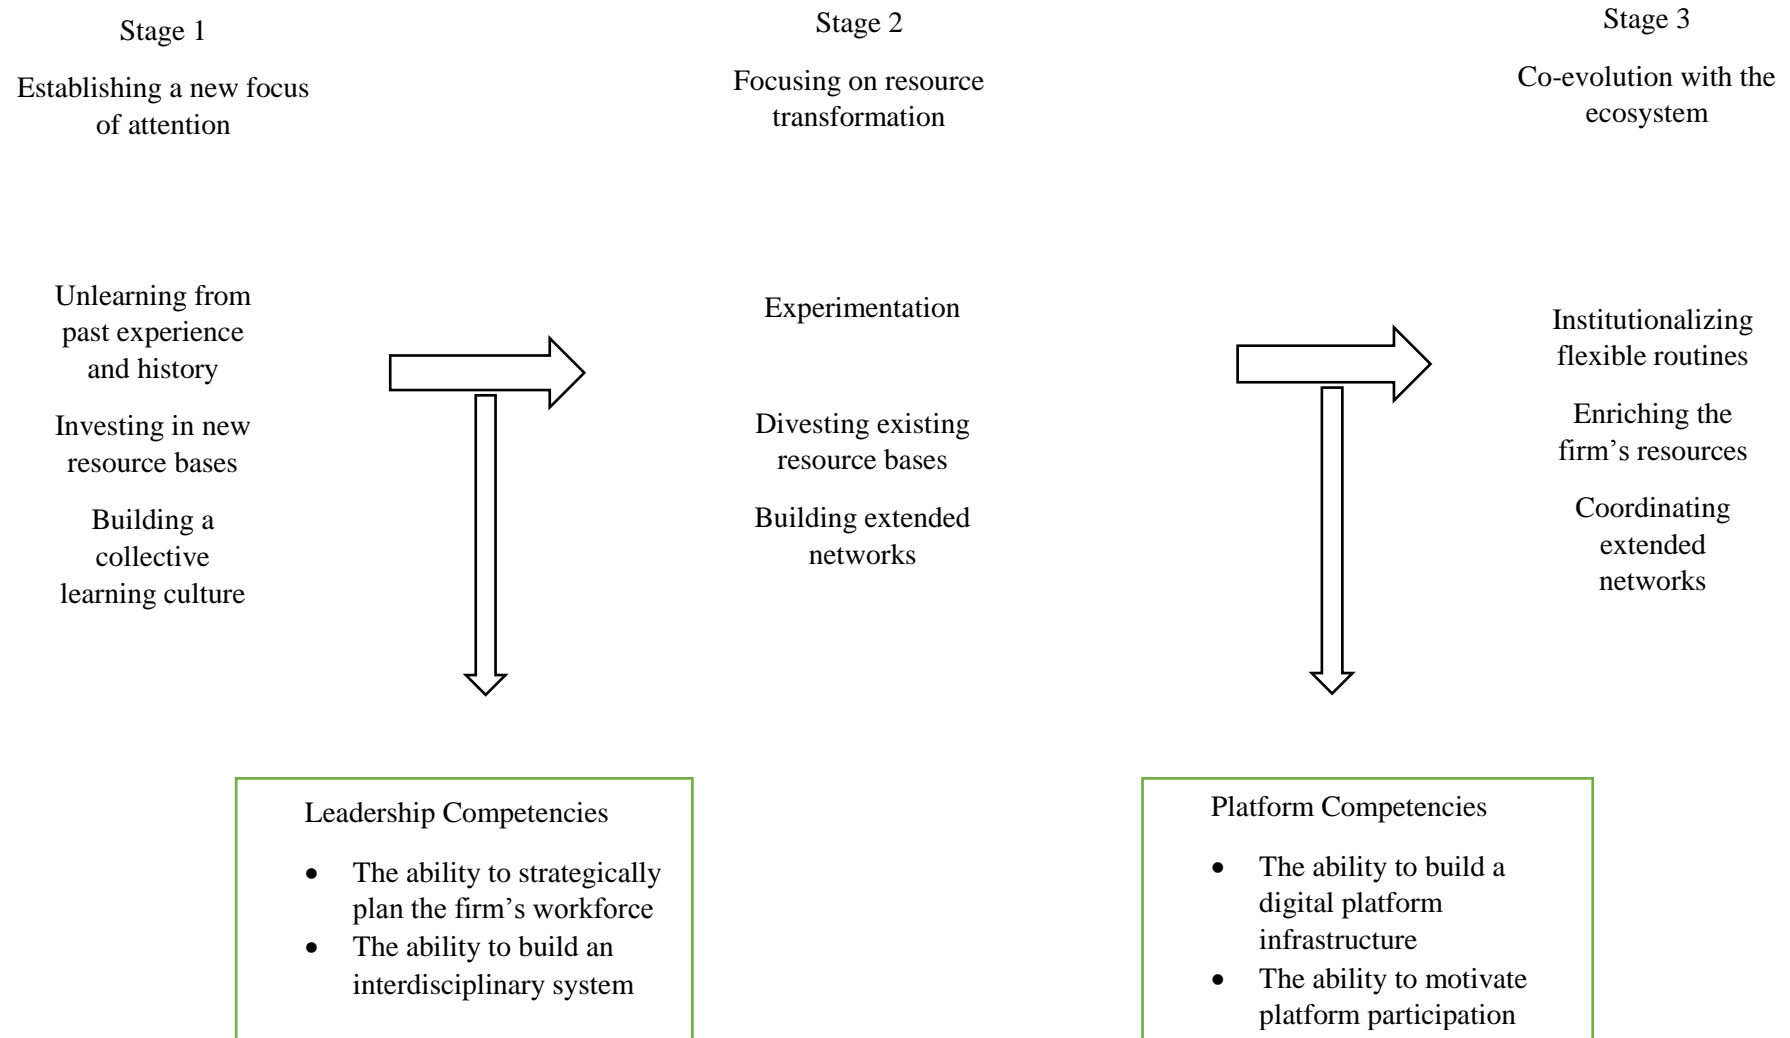 Stage 1
Establishing a new focus
of attention
Stage 2
Focusing on resource
transformation
Stage 3
Co-evolution with the
ecosystem
Unlearning from
past experience
and history
Investing in new
resource bases
Building a
collective
learning culture
Experimentation
Divesting existing
resource bases
Building extended
networks
Institutionalizing
flexible routines
Enriching the
firm’s resources
Coordinating
extended
networks
Leadership Competencies
• The ability to strategically
plan the firm’s workforce
• The ability to build an
interdisciplinary system
Platform Competencies
• The ability to build a
digital platform
infrastructure
• The ability to motivate
platform participation